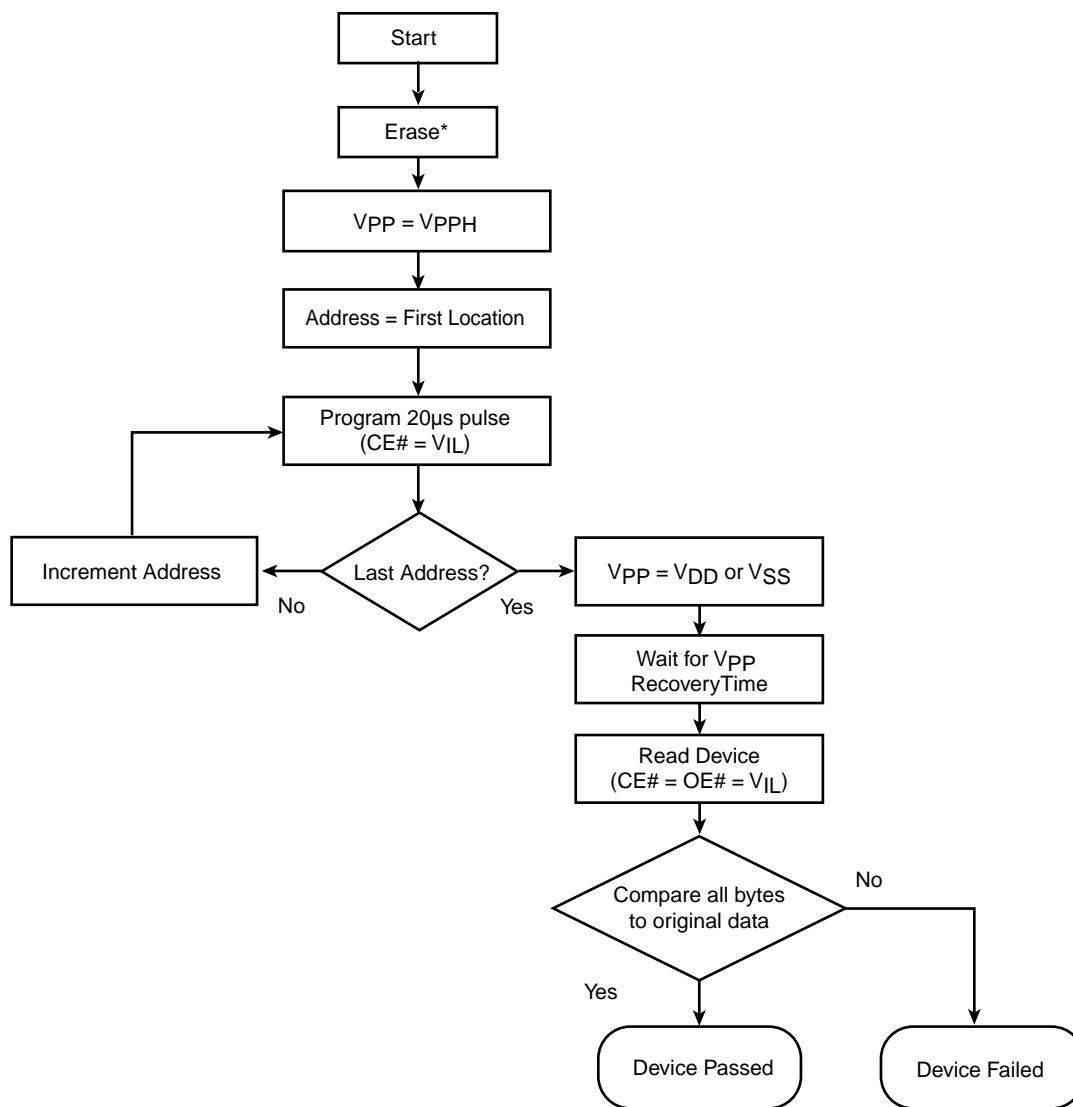 Start
Erase*
VPP = VPPH
Address = First Location
Program 20µs pulse
(CE# = VIL)
Increment Address
Last Address?
VPP = VDD or VSS
No
Yes
Wait for VPP
RecoveryTime
Read Device
(CE# = OE# = VIL)
Compare all bytes
to original data
No
Yes
Device Passed
Device Failed